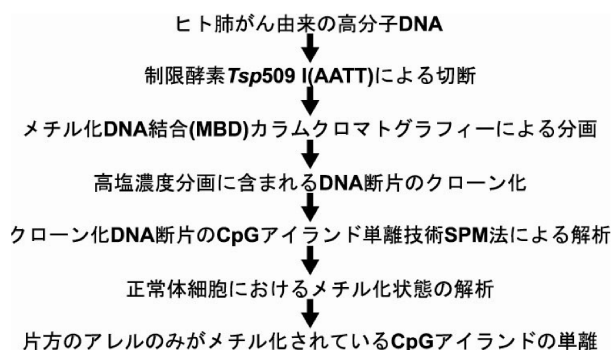 ヒト肺がん由来の高分子DNA
制限酵素Tsp509 I(AATT)による切断
メチル化DNA結合(MBD)カラムクロマトグラフィーによる分画
高塩濃度分画に含まれるDNA断片のクローン化
クローン化DNA断片のCpGアイランド単離技術SPM法による解析
正常体細胞におけるメチル化状態の解析
片方のアレルのみがメチル化されているCpGアイランドの単離